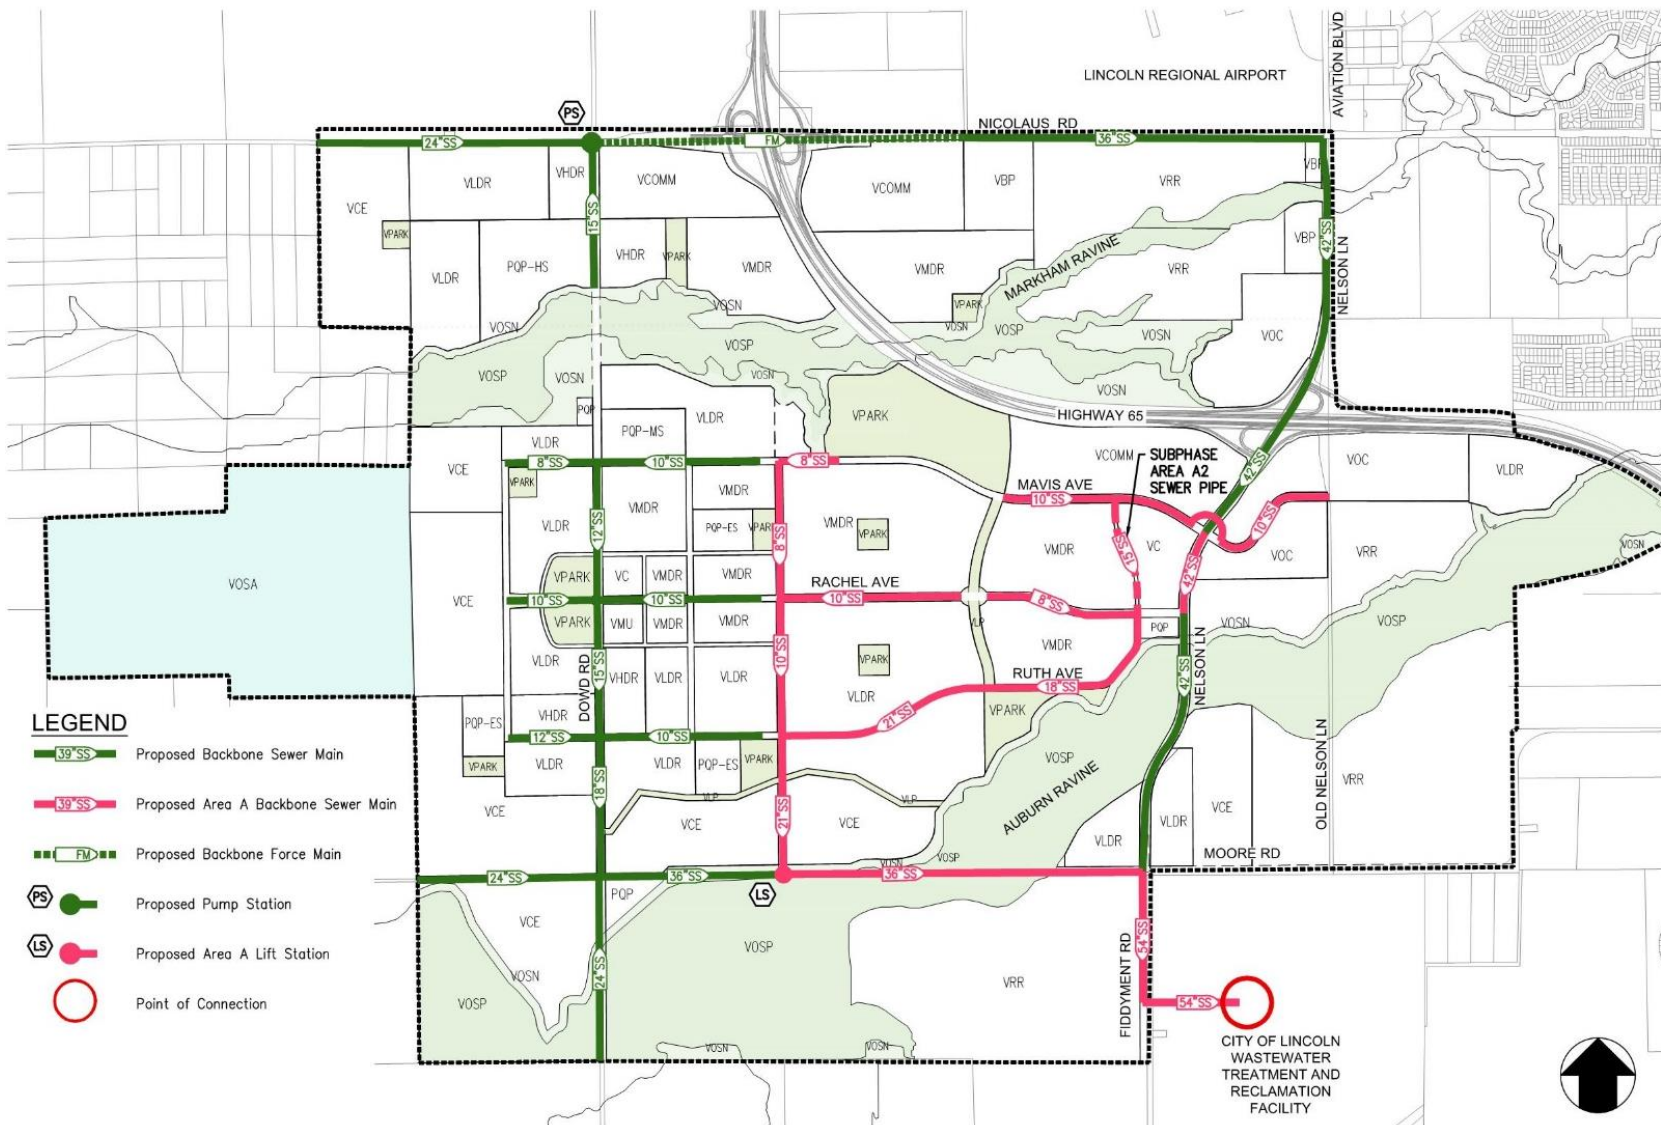 LINCOLN REGIONAL AIRPORT
AVIATION BLVD
PS
NICOLAUS RD
24"SS
FM
36"SS
VHDR
VLDR
VCOMM
VCOMM
VBP
VRR
VCE
15"SS
VPARK
VLDR
PQP-HS
VHDR
VPARK
VMDR
VMDR
MARKHAM RAVINE
VRR
VBP
42"SS
NELSON LN
VPARK
VOSN
VOSN
VOSN
VOSP
VOSN
VOC
VOSP
VOSP
VOSN
VOSN
VOSN
PQP
VLDR
VPARK
HIGHWAY 65
PQP-MS
VLDR
VCE
VCOMM
SUBPHASE
AREA A2
SEWER PIPE
VOC
VLDR
8"SS
10"SS
8"SS
42"SS
MAVIS AVE
10"SS
10"SS
VPARK
VMDR
VMDR
VLDR
VMDR
PQP-ES
VPARK
VPARK
12"SS
8"SS
VMDR
15"SS
VC
VOC
VRR
VOSN
VOSA
VCE
VPARK
VC
VMDR
VMDR
RACHEL AVE
42"SS
10"SS
10"SS
10"SS
8"SS
VPARK
VMU
VMDR
VMDR
VLP
PQP
VOSN
VOSP
VMDR
VLDR
DOWD RD
15"SS
VHDR
VLDR
VLDR
10"SS
VPARK
RUTH AVE
18"SS
42"SS
NELSON LN
VLDR
VPARK
PQP-ES
VHDR
21"SS
12"SS
10"SS
VPARK
VLDR
VLDR
PQP-ES
VPARK
VOSP
AUBURN RAVINE
OLD NELSON LN
VRR
18"SS
VLP
VLP
VCE
VCE
VCE
21"SS
VLDR
VLDR
VCE
MOORE RD
VOSN
VOSP
24"SS
36"SS
36"SS
LS
PQP
VCE
VOSN
VOSP
VOSP
24"SS
VRR
FIDDYMENT RD
54"SS
54"SS
VOSN
VOSN
CITY OF LINCOLN
WASTEWATER
TREATMENT AND
RECLAMATION
FACILITY
LEGEND
39"SS Proposed Backbone Sewer Main
39"SS Proposed Area A Backbone Sewer Main
FM Proposed Backbone Force Main
PS Proposed Pump Station
LS Proposed Area A Lift Station
Point of Connection